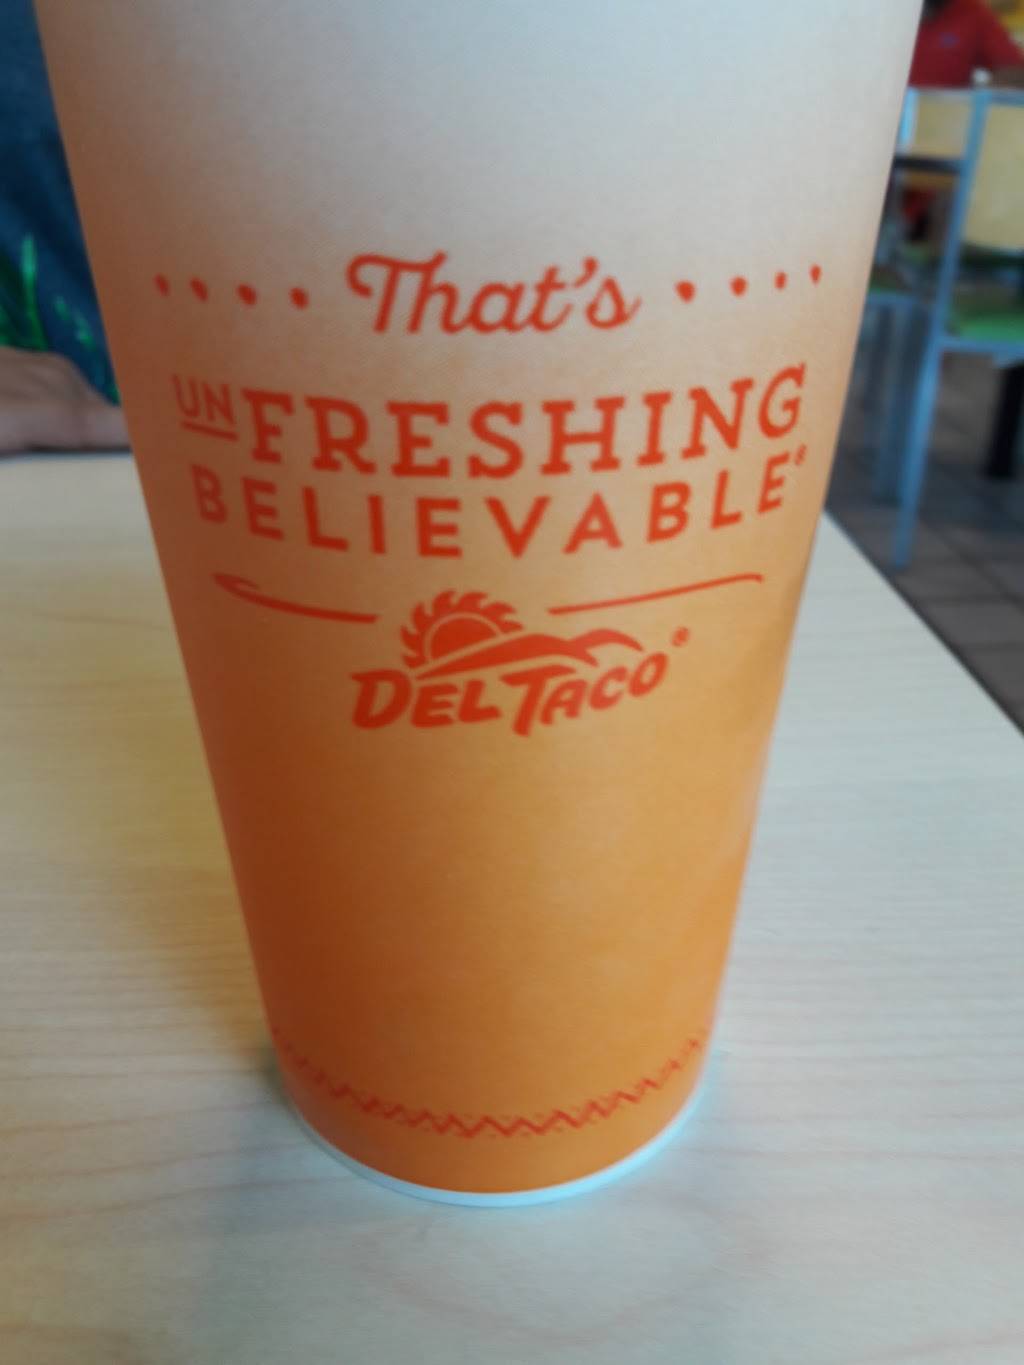 That's
UNFRESHING
BELIEVABLE®
DEL TACO®